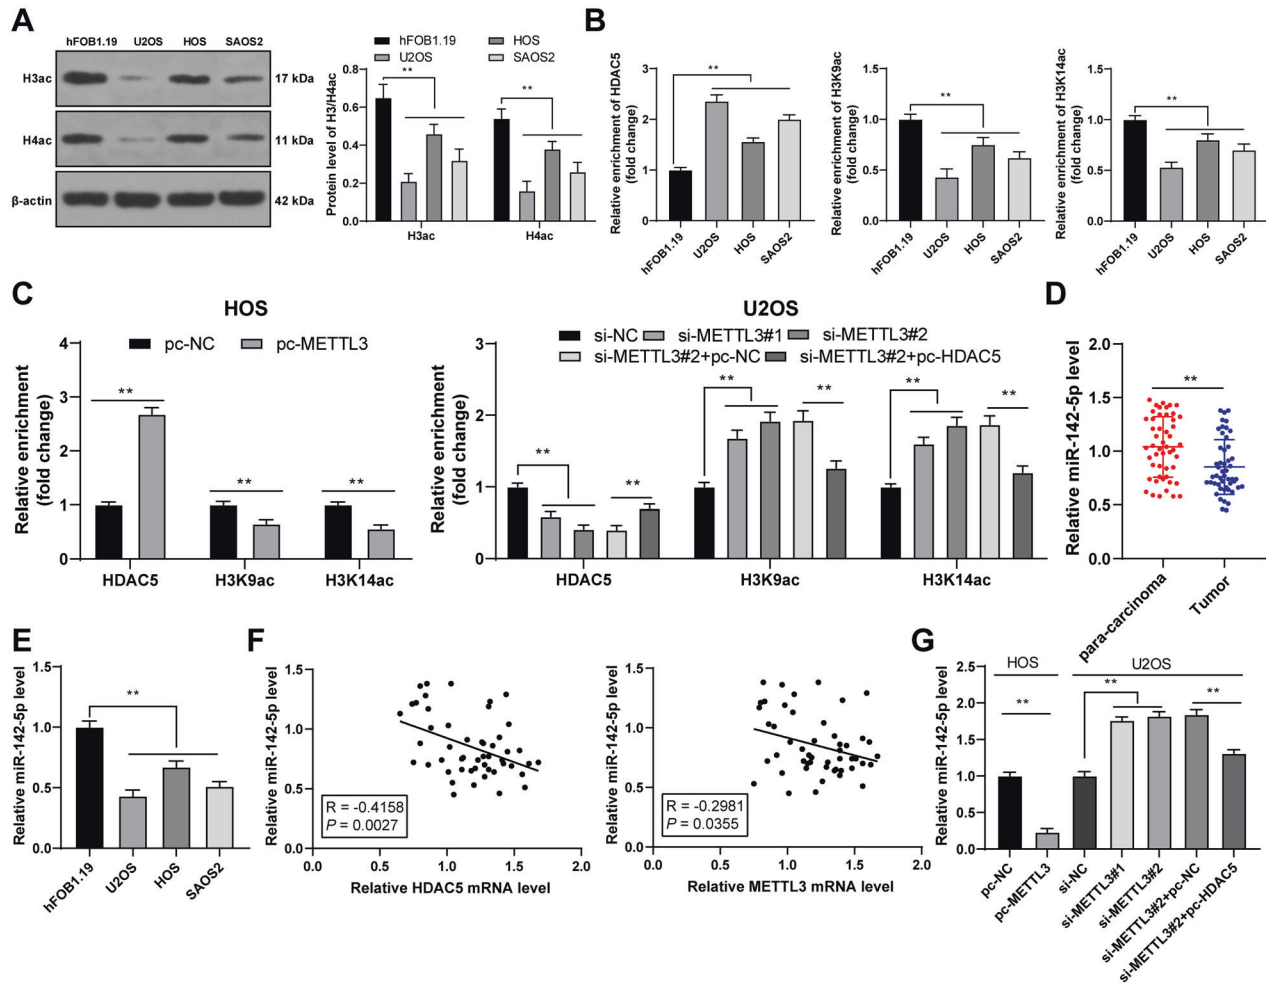 A
hFOB1.19 U2OS HOS SAOS2
H3ac 17 kDa
H4ac 11 kDa
β-actin 42 kDa
hFOB1.19 HOS
U2OS SAOS2
Protein level of H3/H4ac
0.8
0.6
0.4
0.2
0.0
** **
H3ac H4ac
B
Relative enrichment of HDAC5
(fold change)
3
2
1
0
**
hFOB1.19 U2OS HOS SAOS2
Relative enrichment of H3K9ac
(fold change)
1.5
1.0
0.5
0.0
**
hFOB1.19 U2OS HOS SAOS2
Relative enrichment of H3K14ac
(fold change)
1.5
1.0
0.5
0.0
**
hFOB1.19 U2OS HOS SAOS2
C
HOS
pc-NC pc-METTL3
Relative enrichment
(fold change)
4
3
2
1
0
** ** **
HDAC5 H3K9ac H3K14ac
U2OS
si-NC si-METTL3#1 si-METTL3#2
si-METTL3#2+pc-NC si-METTL3#2+pc-HDAC5
Relative enrichment
(fold change)
3
2
1
0
** ** ** ** ** **
HDAC5 H3K9ac H3K14ac
D
Relative miR-142-5p level
2.0
1.5
1.0
0.5
0.0
**
para-carcinoma Tumor
E
Relative miR-142-5p level
1.5
1.0
0.5
0.0
**
hFOB1.19 U2OS HOS SAOS2
F
Relative miR-142-5p level
1.5
1.0
0.5
0.0
R = -0.4158
P = 0.0027
0.0 0.5 1.0 1.5 2.0
Relative HDAC5 mRNA level
Relative miR-142-5p level
1.5
1.0
0.5
0.0
R = -0.2981
P = 0.0355
0.0 0.5 1.0 1.5 2.0
Relative METTL3 mRNA level
G
HOS U2OS
Relative miR-142-5p level
2.5
2.0
1.5
1.0
0.5
0.0
** ** **
pc-NC
pc-METTL3
si-NC
si-METTL3#1
si-METTL3#2
si-METTL3#2+pc-NC
si-METTL3#2+pc-HDAC5